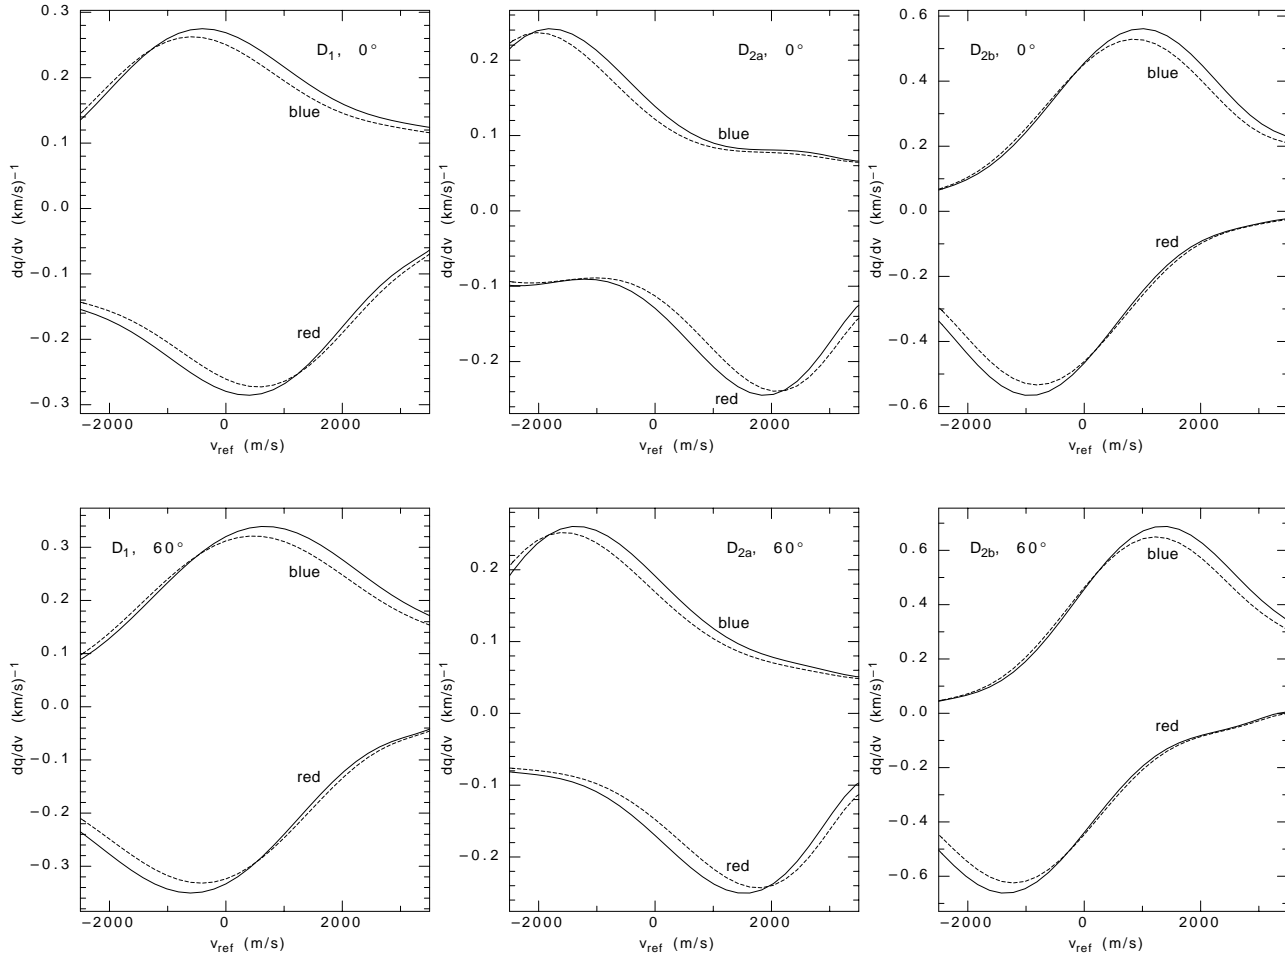 D₁, 0°
blue
red
0.3
0.2
0.1
0.0
−0.1
−0.2
−0.3
dq/dv (km/s)⁻¹
−2000 0 2000
v_ref (m/s)
D₂ₐ, 0°
blue
red
0.2
0.1
0.0
−0.1
−0.2
dq/dv (km/s)⁻¹
−2000 0 2000
v_ref (m/s)
D₂b, 0°
blue
red
0.6
0.4
0.2
0.0
−0.2
−0.4
−0.6
dq/dv (km/s)⁻¹
−2000 0 2000
v_ref (m/s)
D₁, 60°
blue
red
0.3
0.2
0.1
0.0
−0.1
−0.2
−0.3
dq/dv (km/s)⁻¹
−2000 0 2000
v_ref (m/s)
D₂ₐ, 60°
blue
red
0.2
0.1
0.0
−0.1
−0.2
dq/dv (km/s)⁻¹
−2000 0 2000
v_ref (m/s)
D₂b, 60°
blue
red
0.6
0.4
0.2
0.0
−0.2
−0.4
−0.6
dq/dv (km/s)⁻¹
−2000 0 2000
v_ref (m/s)